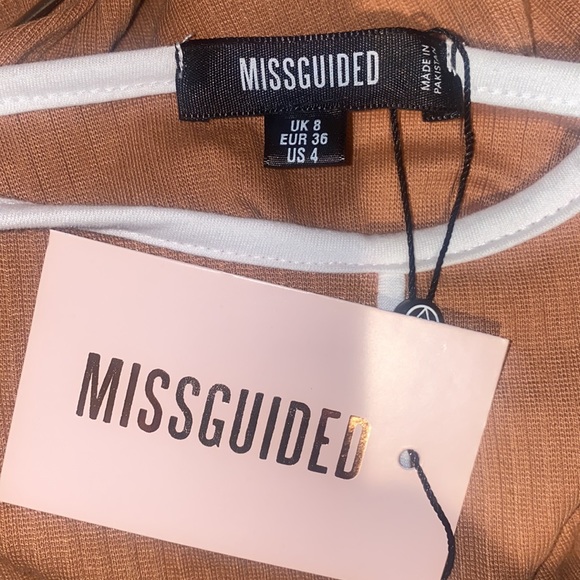 MISSGUIDED
MADE IN
PAKISTAN
UK 8
EUR 36
US 4
MISSGUIDED